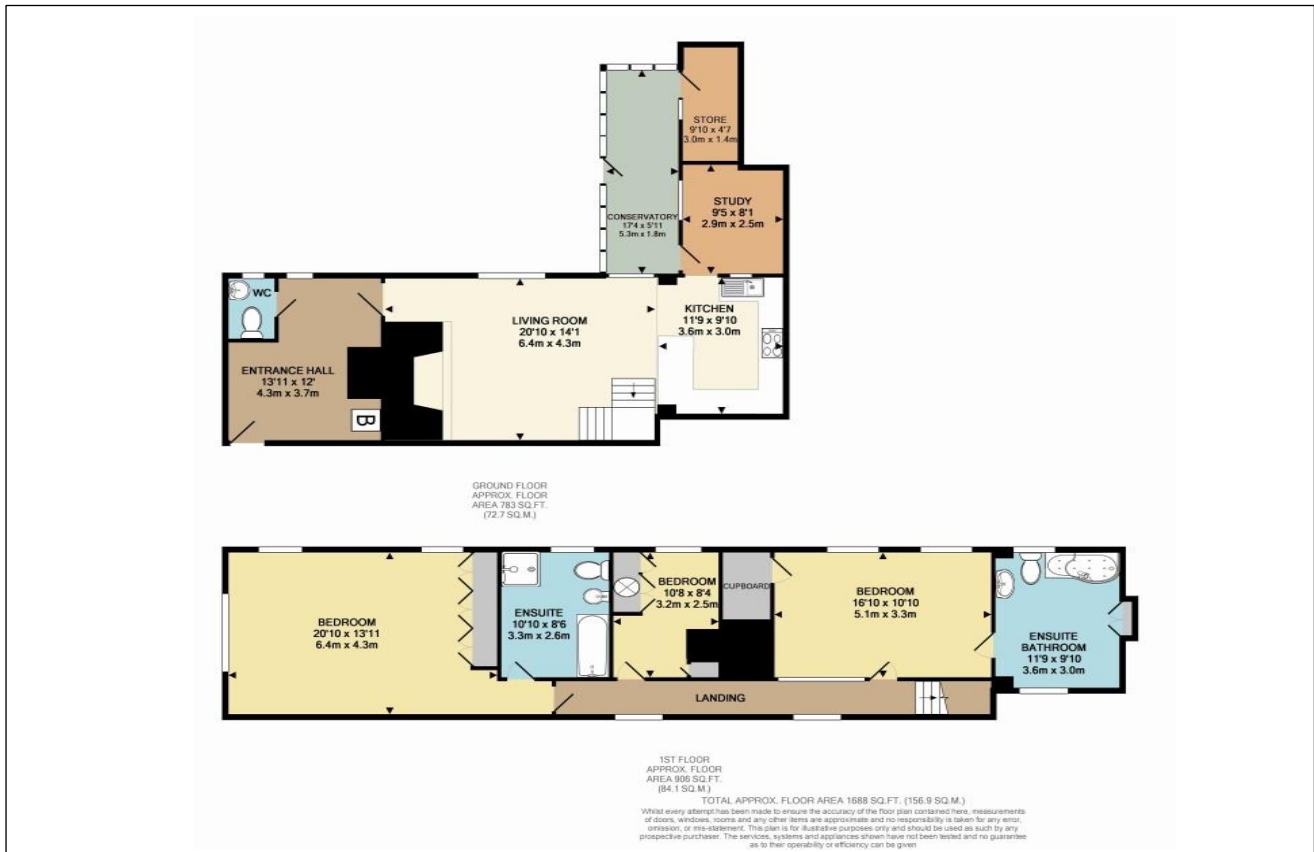 STORE
9'10 x 4'7
3.0m x 1.4m
STUDY
9'5 x 8'1
2.9m x 2.5m
CONSERVATORY
17'4 x 5'11
5.3m x 1.8m
WC
LIVING ROOM
20'10 x 14'1
6.4m x 4.3m
KITCHEN
11'9 x 9'10
3.6m x 3.0m
ENTRANCE HALL
13'11 x 12'
4.3m x 3.7m
B
GROUND FLOOR
APPROX. FLOOR
AREA 783 SQ.FT.
(72.7 SQ.M.)
BEDROOM
20'10 x 13'11
6.4m x 4.3m
ENSUITE
10'10 x 8'6
3.3m x 2.6m
BEDROOM
10'8 x 8'4
3.2m x 2.5m
CUPBOARD
BEDROOM
16'10 x 10'10
5.1m x 3.3m
ENSUITE
BATHROOM
11'9 x 9'10
3.6m x 3.0m
LANDING
1ST FLOOR
APPROX. FLOOR
AREA 906 SQ.FT.
(84.1 SQ.M.)
TOTAL APPROX. FLOOR AREA 1688 SQ.FT. (156.9 SQ.M.)
Whilst every attempt has been made to ensure the accuracy of the floor plan contained here, measurements
of doors, windows, rooms and any other items are approximate and no responsibility is taken for any error,
omission, or mis-statement. This plan is for illustrative purposes only and should be used as such by any
prospective purchaser. The services, systems and appliances shown have not been tested and no guarantee
as to their operability or efficiency can be given